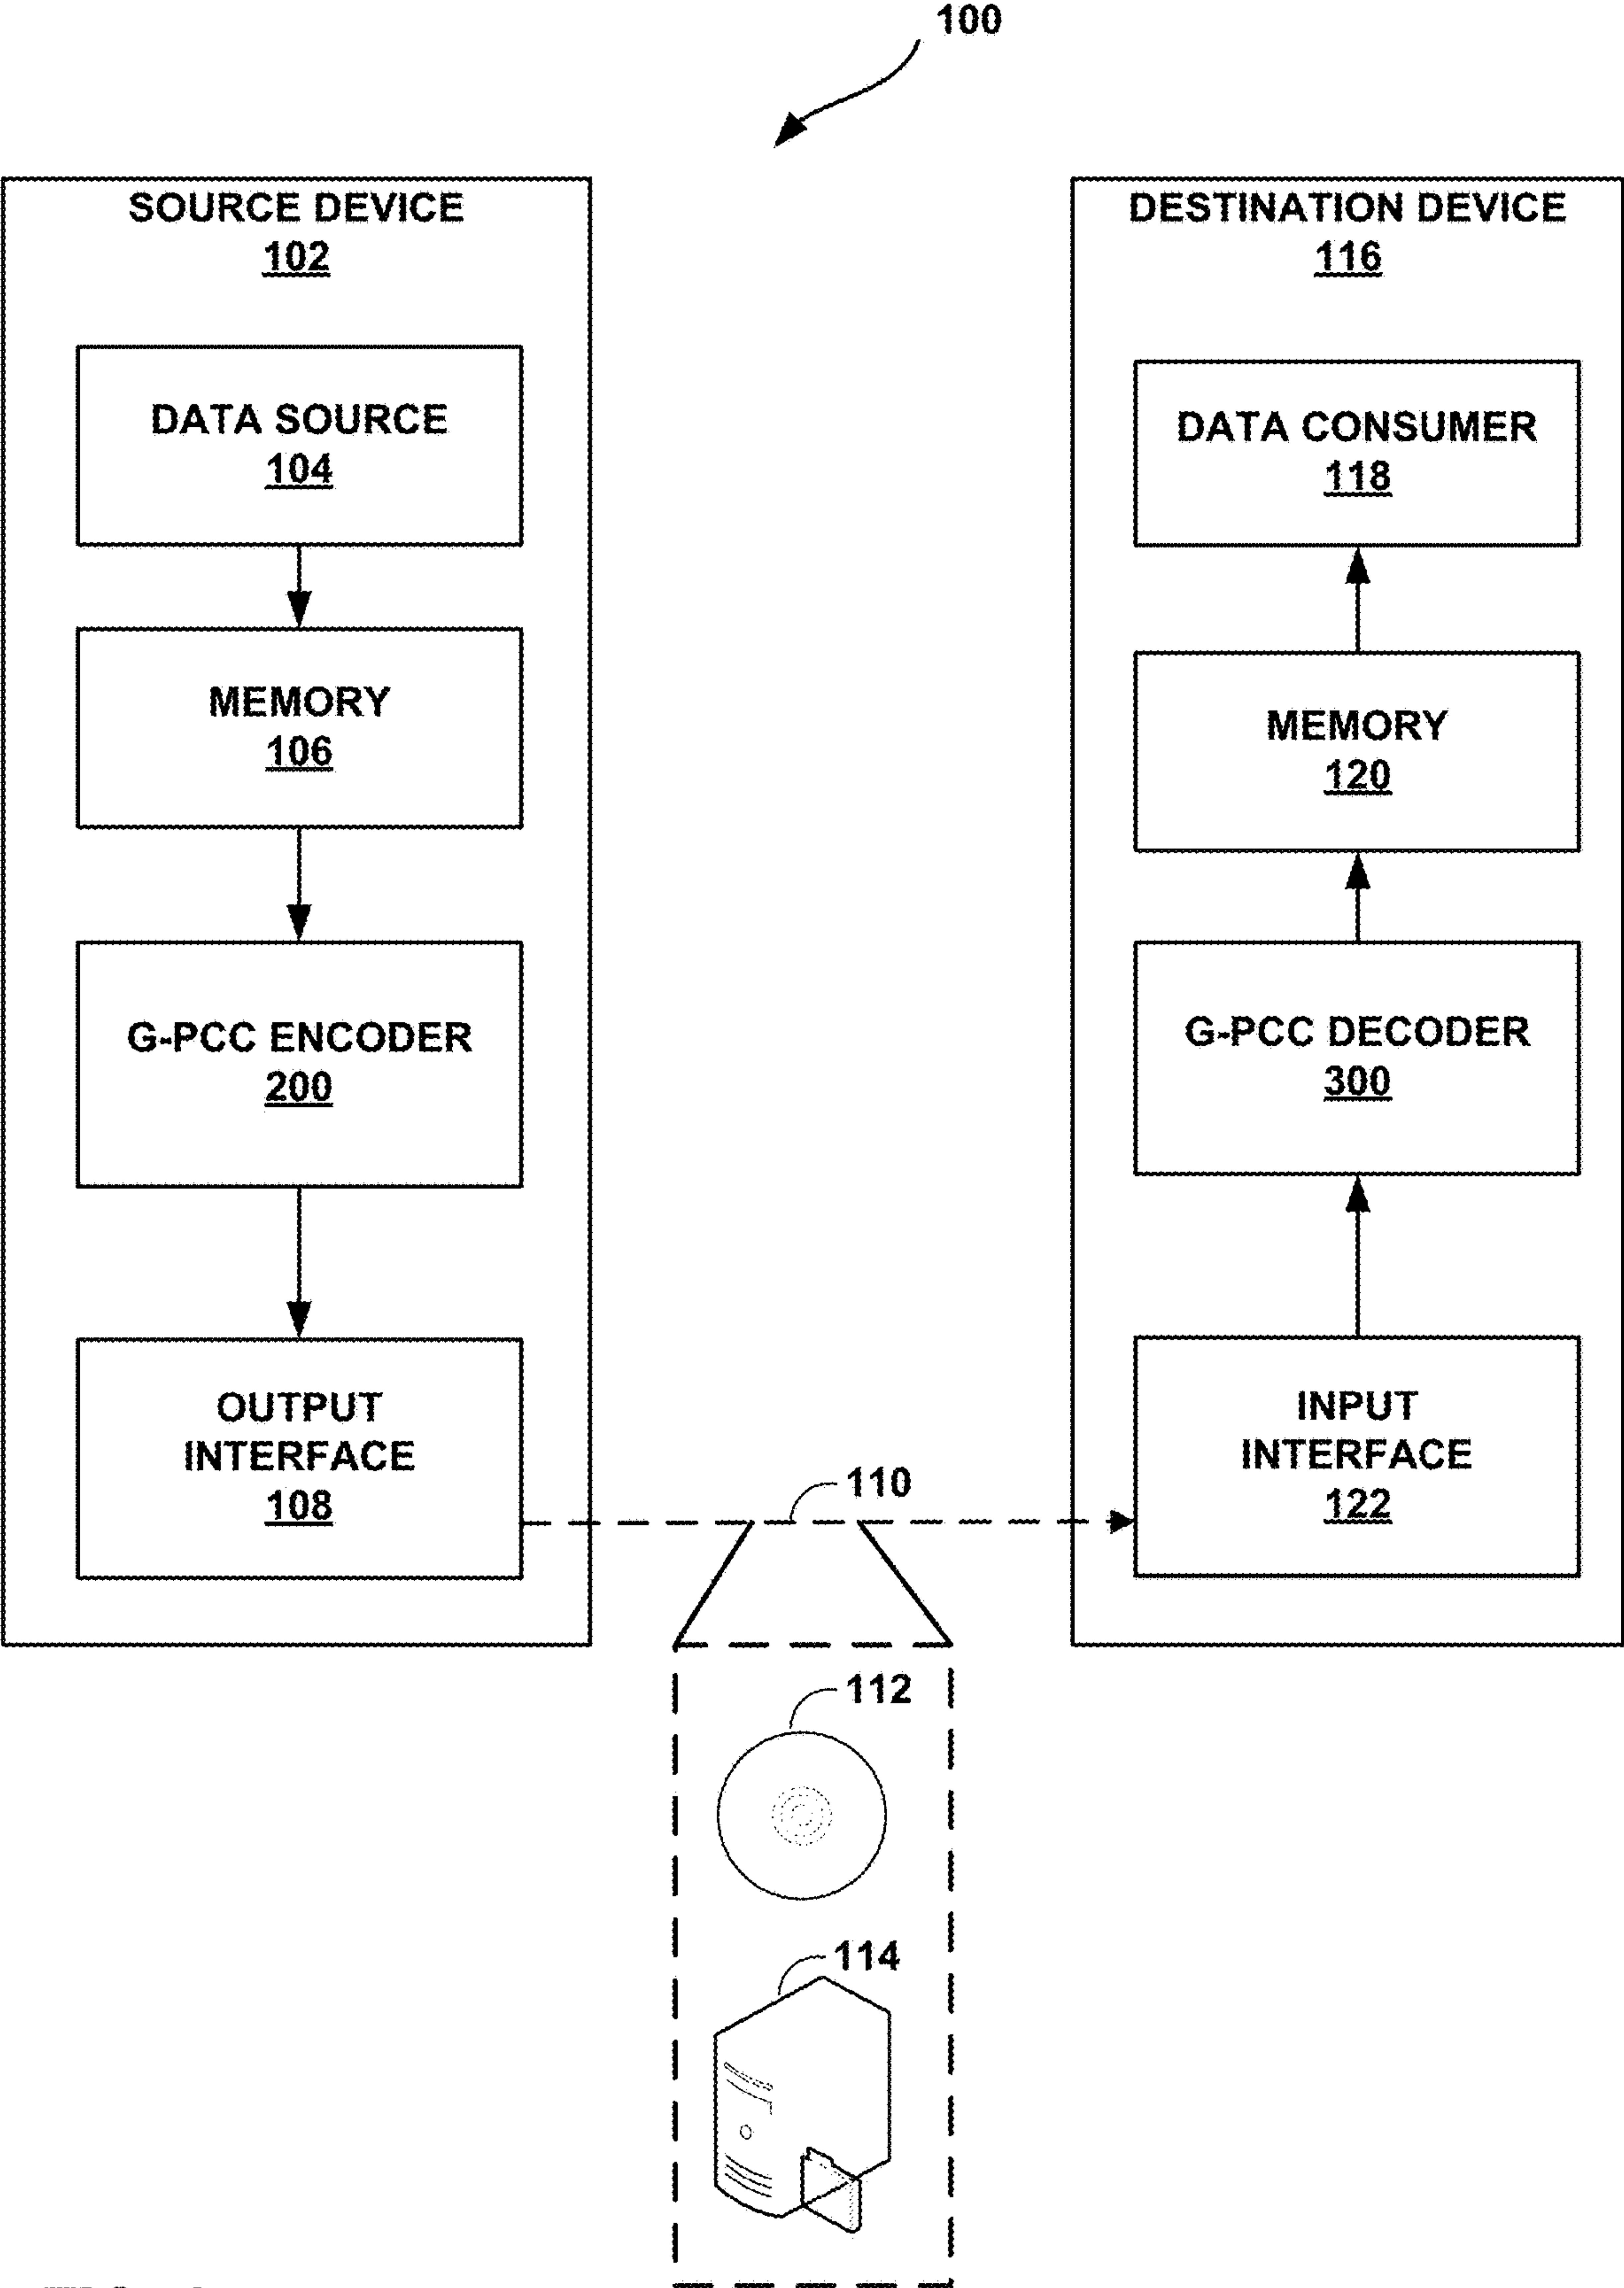 100
SOURCE DEVICE
102
DATA SOURCE
104
MEMORY
106
G-PCC ENCODER
200
OUTPUT
INTERFACE
108
DESTINATION DEVICE
116
DATA CONSUMER
118
MEMORY
120
G-PCC DECODER
300
INPUT
INTERFACE
122
110
112
114